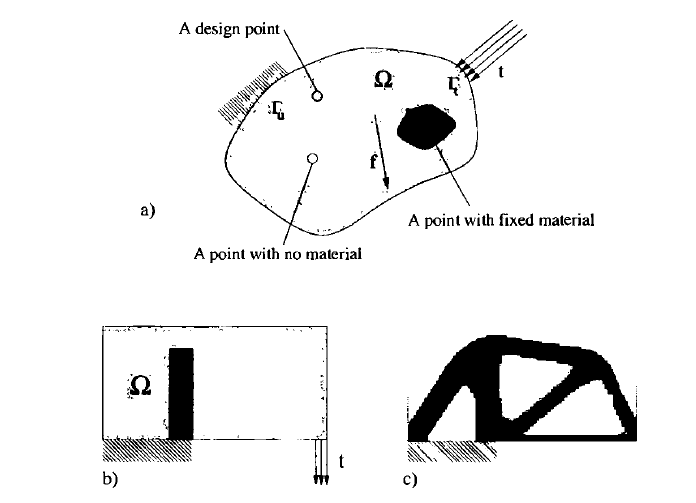 A design point
Ω
Γt
t
Γu
f
a)
A point with fixed material
A point with no material
Ω
t
b)
c)